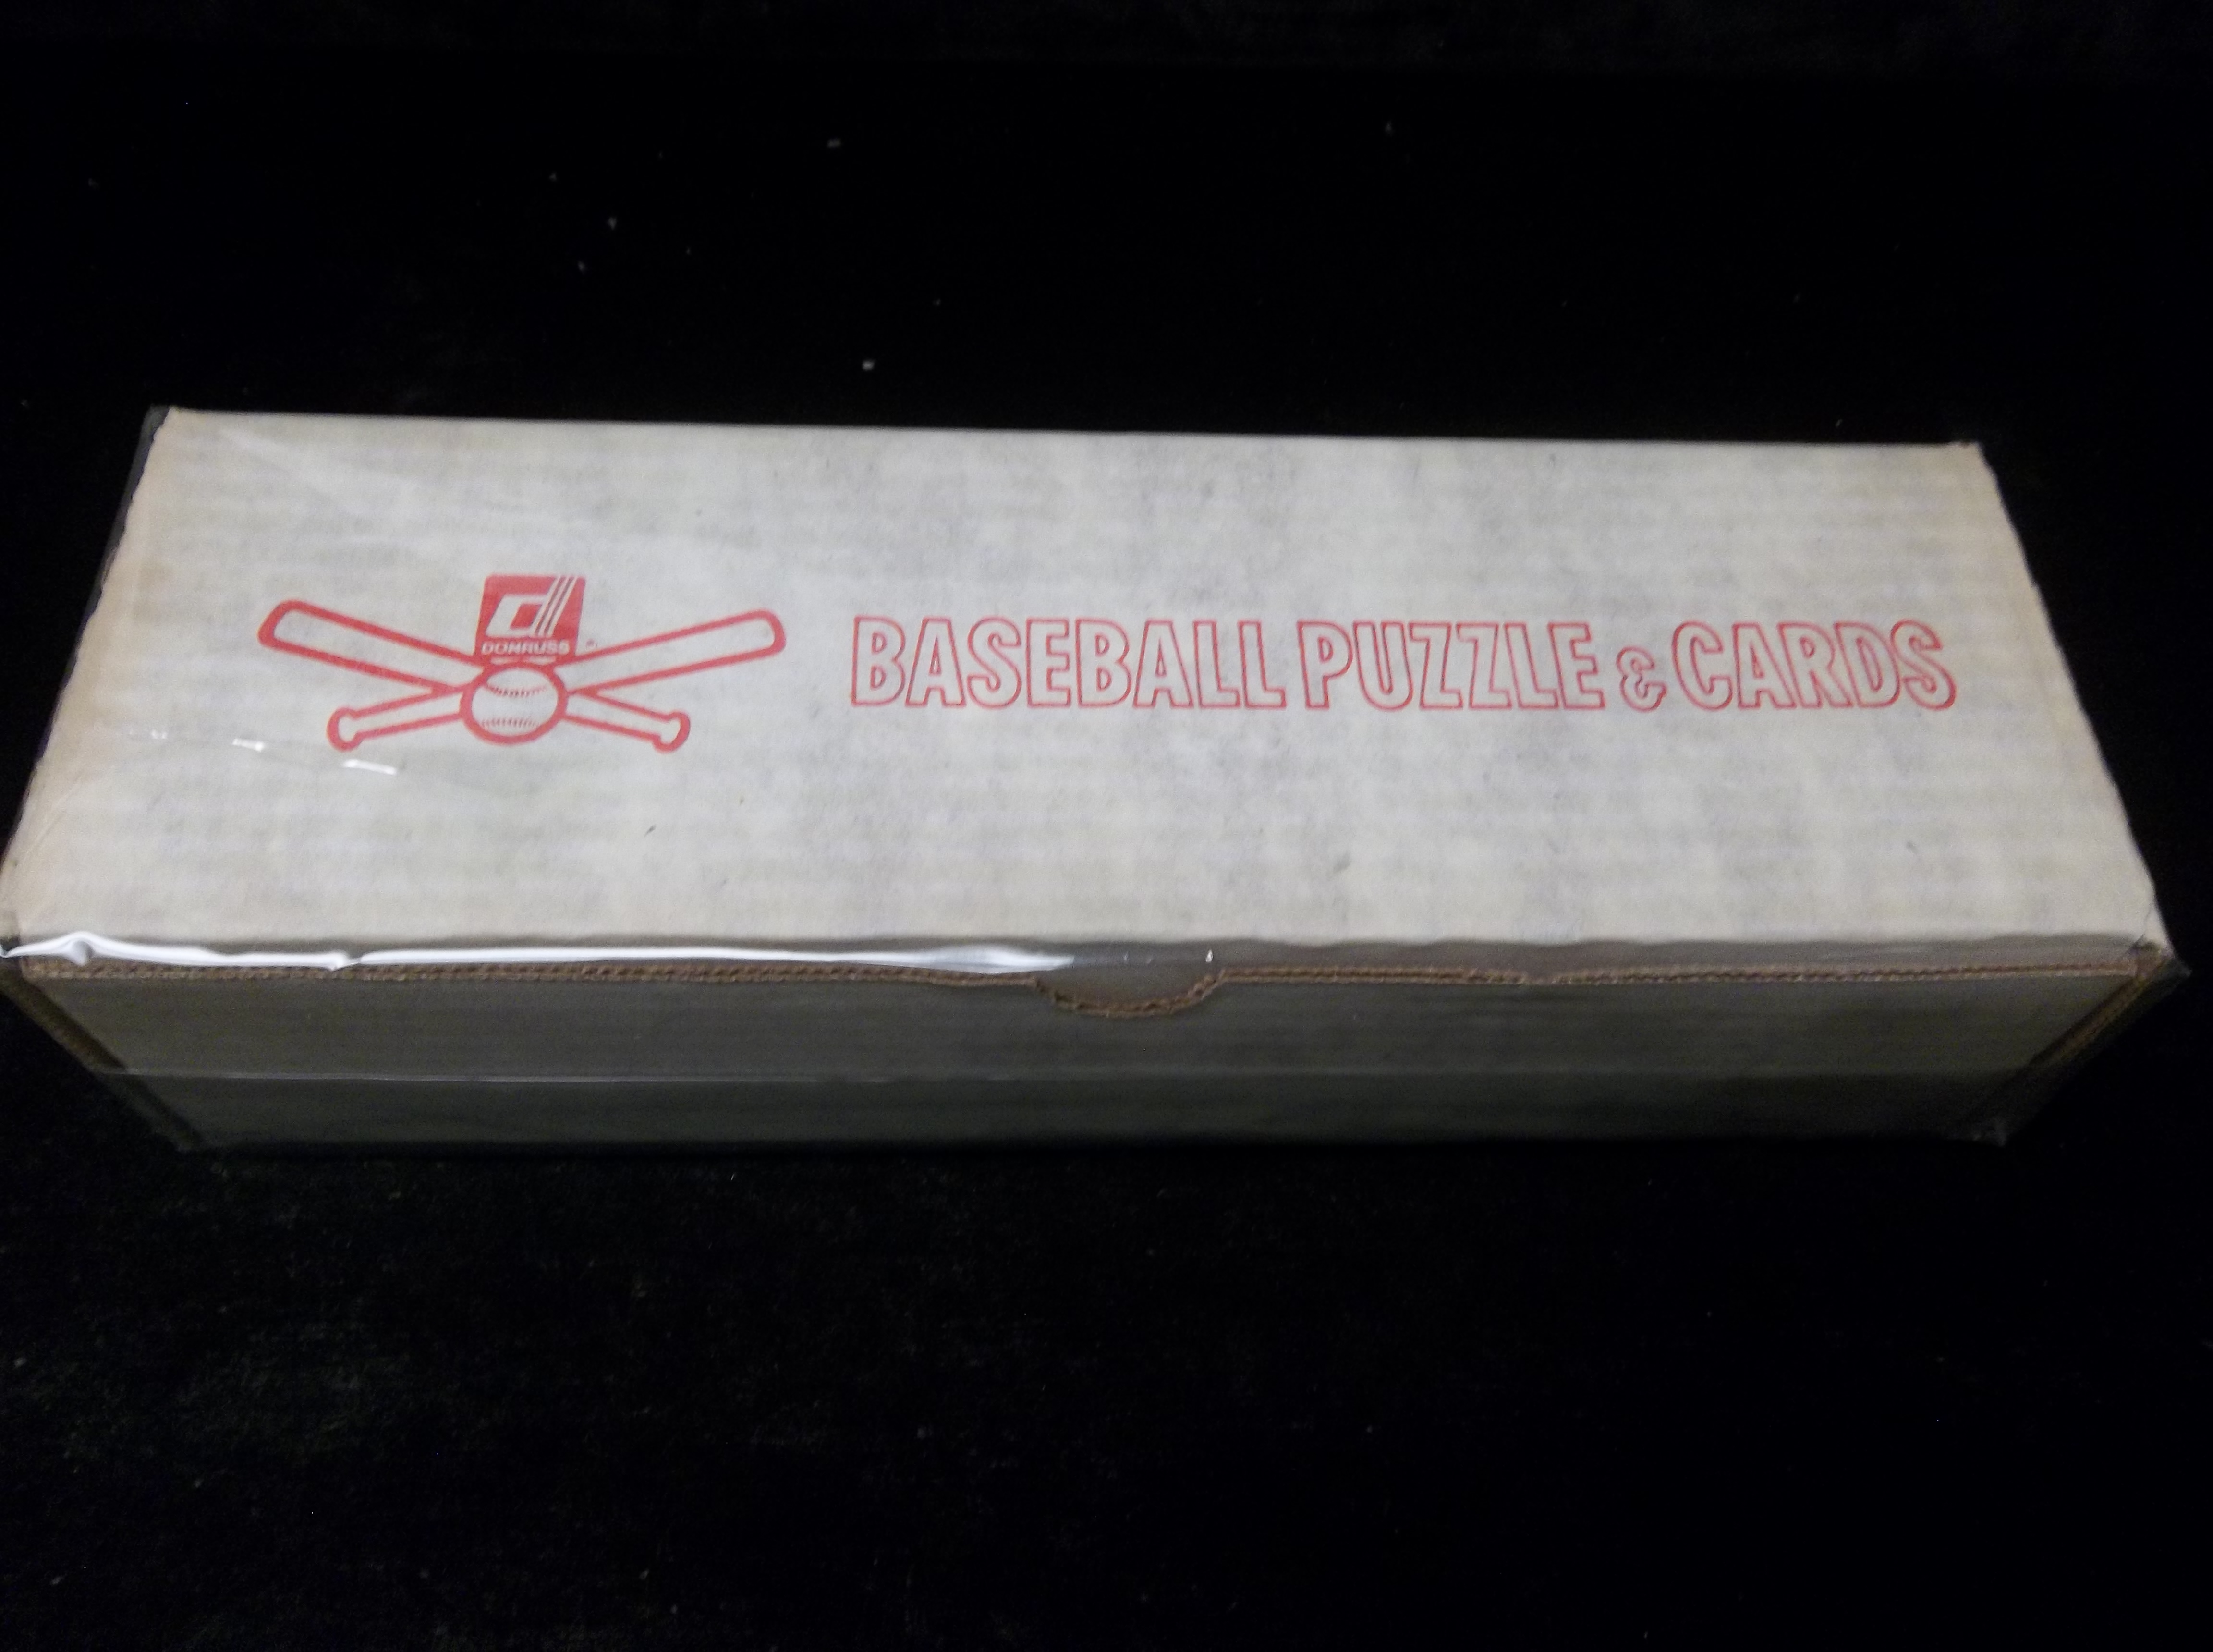 DONRUSS
BASEBALL PUZZLE & CARDS